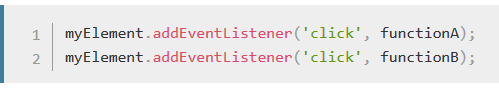 1 myElement.addEventListener('click', functionA);
2 myElement.addEventListener('click', functionB);